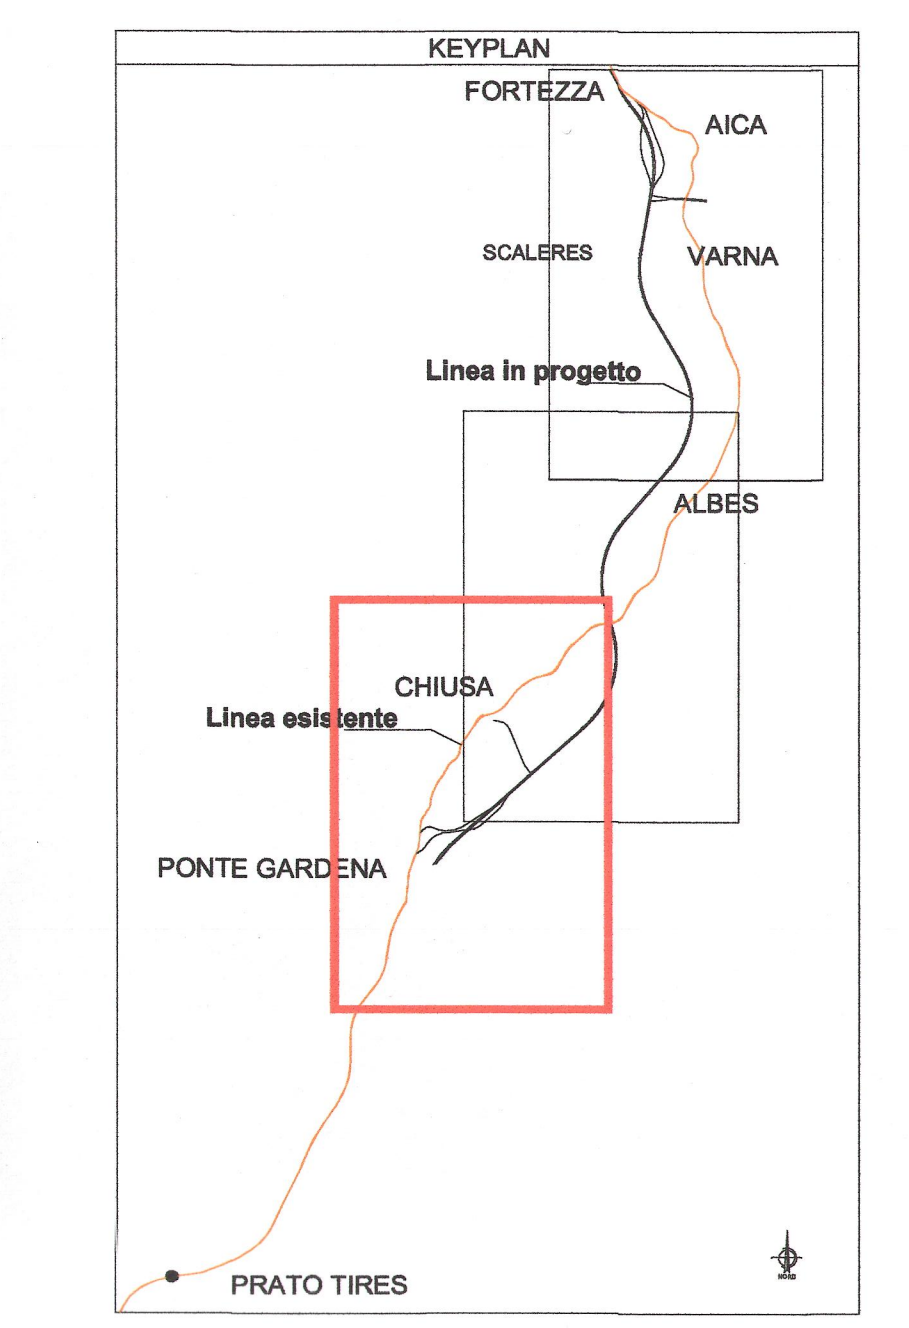 KEYPLAN
FORTEZZA
AICA
SCALERES
VARNA
Linea in progetto
ALBES
CHIUSA
Linea esistente
PONTE GARDENA
PRATO TIRES
NORD